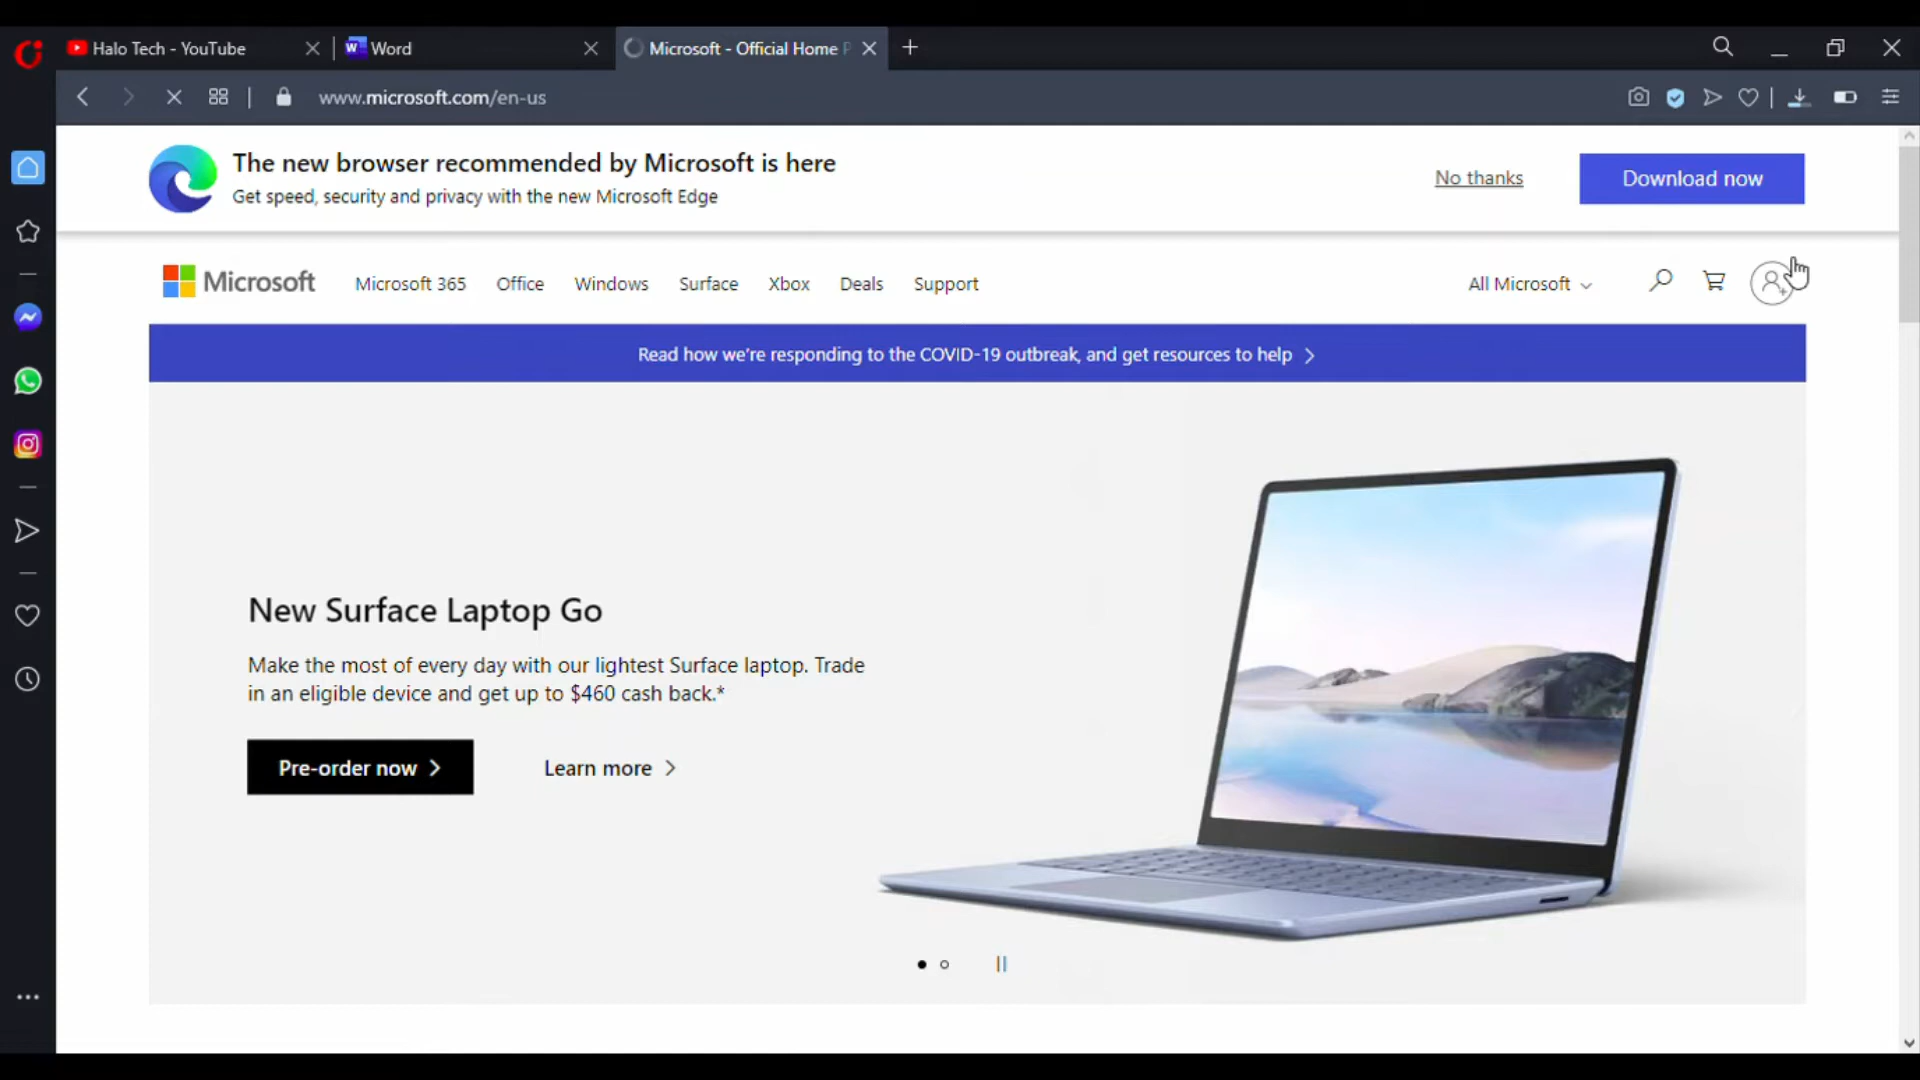 Halo Tech - YouTube
Word
Microsoft - Official Home P
www.microsoft.com/en-us
The new browser recommended by Microsoft is here
Get speed, security and privacy with the new Microsoft Edge
No thanks
Download now
Microsoft
Microsoft 365
Office
Windows
Surface
Xbox
Deals
Support
All Microsoft
Read how we're responding to the COVID-19 outbreak, and get resources to help
New Surface Laptop Go
Make the most of every day with our lightest Surface laptop. Trade
in an eligible device and get up to $460 cash back.*
Pre-order now
Learn more